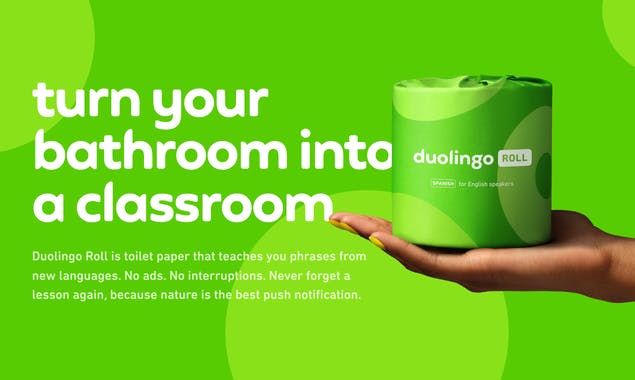 turn your
bathroom into
a classroom
Duolingo Roll is toilet paper that teaches you phrases from
new languages. No ads. No interruptions. Never forget a
lesson again, because nature is the best push notification.
duolingo ROLL
SPANISH for English speakers